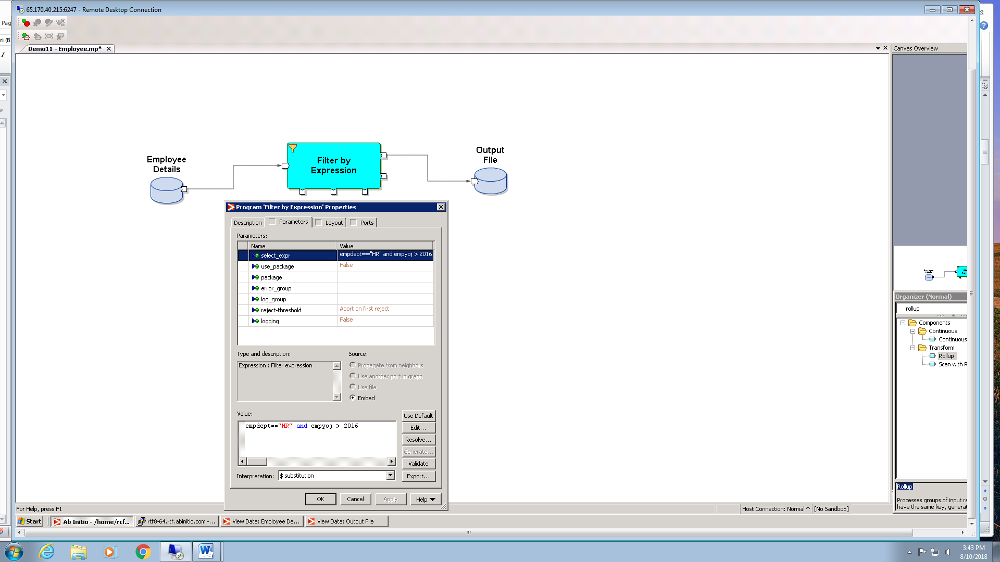 65.170.40.215:6247 - Remote Desktop Connection
Pag
ri (B
I
Demo11 - Employee.mp*
Canvas Overview
Employee
Details
Filter by
Expression
Output
File
Program 'Filter by Expression' Properties
Description
Parameters
Layout
Ports
Parameters:
Name Value
select_expr empdept=="HR" and empyoj > 2016
use_package False
package
error_group
log_group
reject-threshold Abort on first reject
logging False
Type and description:
Expression : Filter expression
Source:
Propagate from neighbors
Use another port in graph
Use file
Embed
Value:
empdept=="HR" and empyoj > 2016
Use Default
Edit...
Resolve...
Generate...
Validate
Export...
Interpretation: $ substitution
OK Cancel Apply Help
Organizer (Normal)
rollup
Components
Continuous
Continuous
Transform
Rollup
Scan with R
Rollup
Processes groups of input re
have the same key, generat
For Help, press F1
Host Connection: Normal ^ [No Sandbox]
Start
Ab Initio - /home/rcf...
rtf8-64.rtf.abinitio.com -...
View Data: Employee De...
View Data: Output File
3:43 PM
8/10/2018